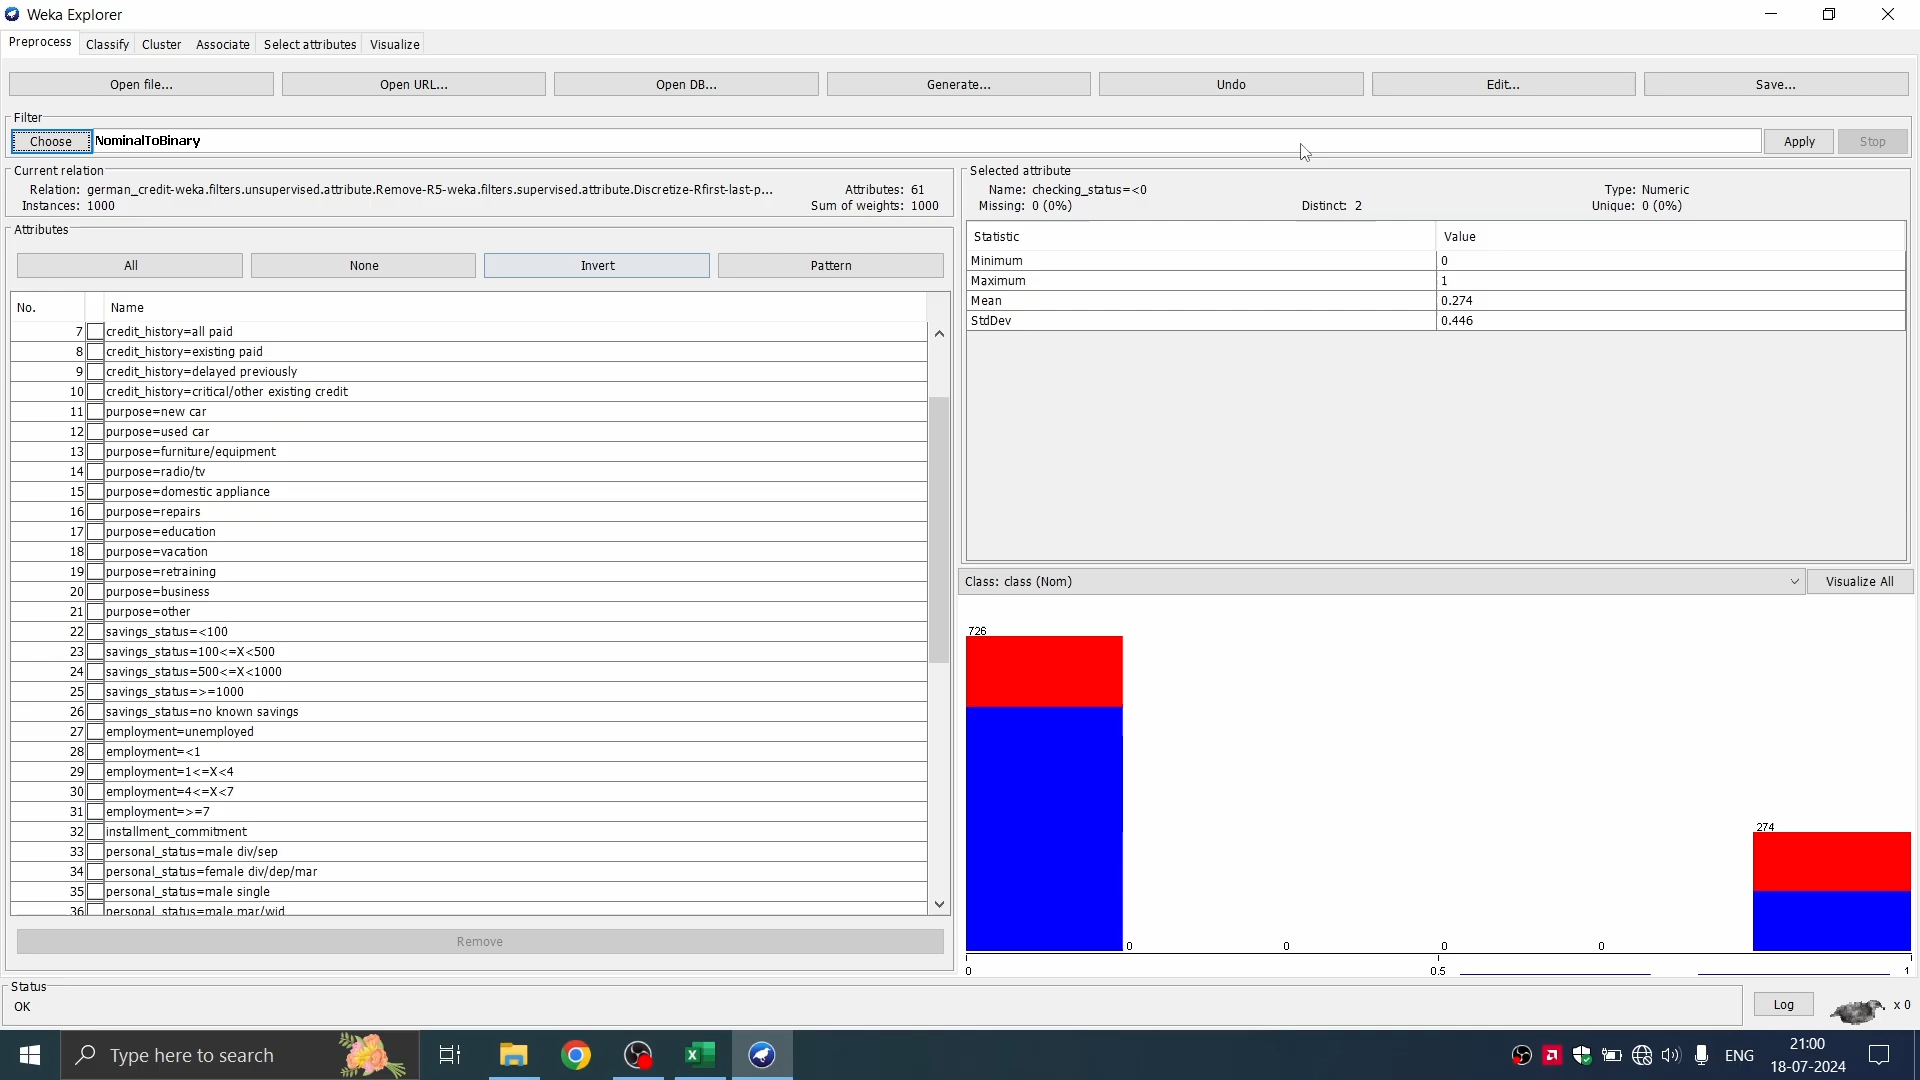 Weka Explorer
Preprocess Classify Cluster Associate Select attributes Visualize
Open file... Open URL... Open DB... Generate... Undo Edit... Save...
Filter
Choose NominalToBinary Apply Stop
Current relation
Relation: german_credit-weka.filters.unsupervised.attribute.Remove-R5-weka.filters.supervised.attribute.Discretize-Rfirst-last-p... Attributes: 61
Instances: 1000 Sum of weights: 1000
Attributes
All None Invert Pattern
No. Name
7 credit_history=all paid
8 credit_history=existing paid
9 credit_history=delayed previously
10 credit_history=critical/other existing credit
11 purpose=new car
12 purpose=used car
13 purpose=furniture/equipment
14 purpose=radio/tv
15 purpose=domestic appliance
16 purpose=repairs
17 purpose=education
18 purpose=vacation
19 purpose=retraining
20 purpose=business
21 purpose=other
22 savings_status=<100
23 savings_status=100<=X<500
24 savings_status=500<=X<1000
25 savings_status=>=1000
26 savings_status=no known savings
27 employment=unemployed
28 employment=<1
29 employment=1<=X<4
30 employment=4<=X<7
31 employment=>=7
32 installment_commitment
33 personal_status=male div/sep
34 personal_status=female div/dep/mar
35 personal_status=male single
36 personal_status=male mar/wid
Remove
Selected attribute
Name: checking_status=<0 Type: Numeric
Missing: 0 (0%) Distinct: 2 Unique: 0 (0%)
Statistic Value
Minimum 0
Maximum 1
Mean 0.274
StdDev 0.446
Class: class (Nom) Visualize All
726
274
0 0 0 0
0 0.5 1
Status
OK
Log x 0
Type here to search
ENG
21:00
18-07-2024